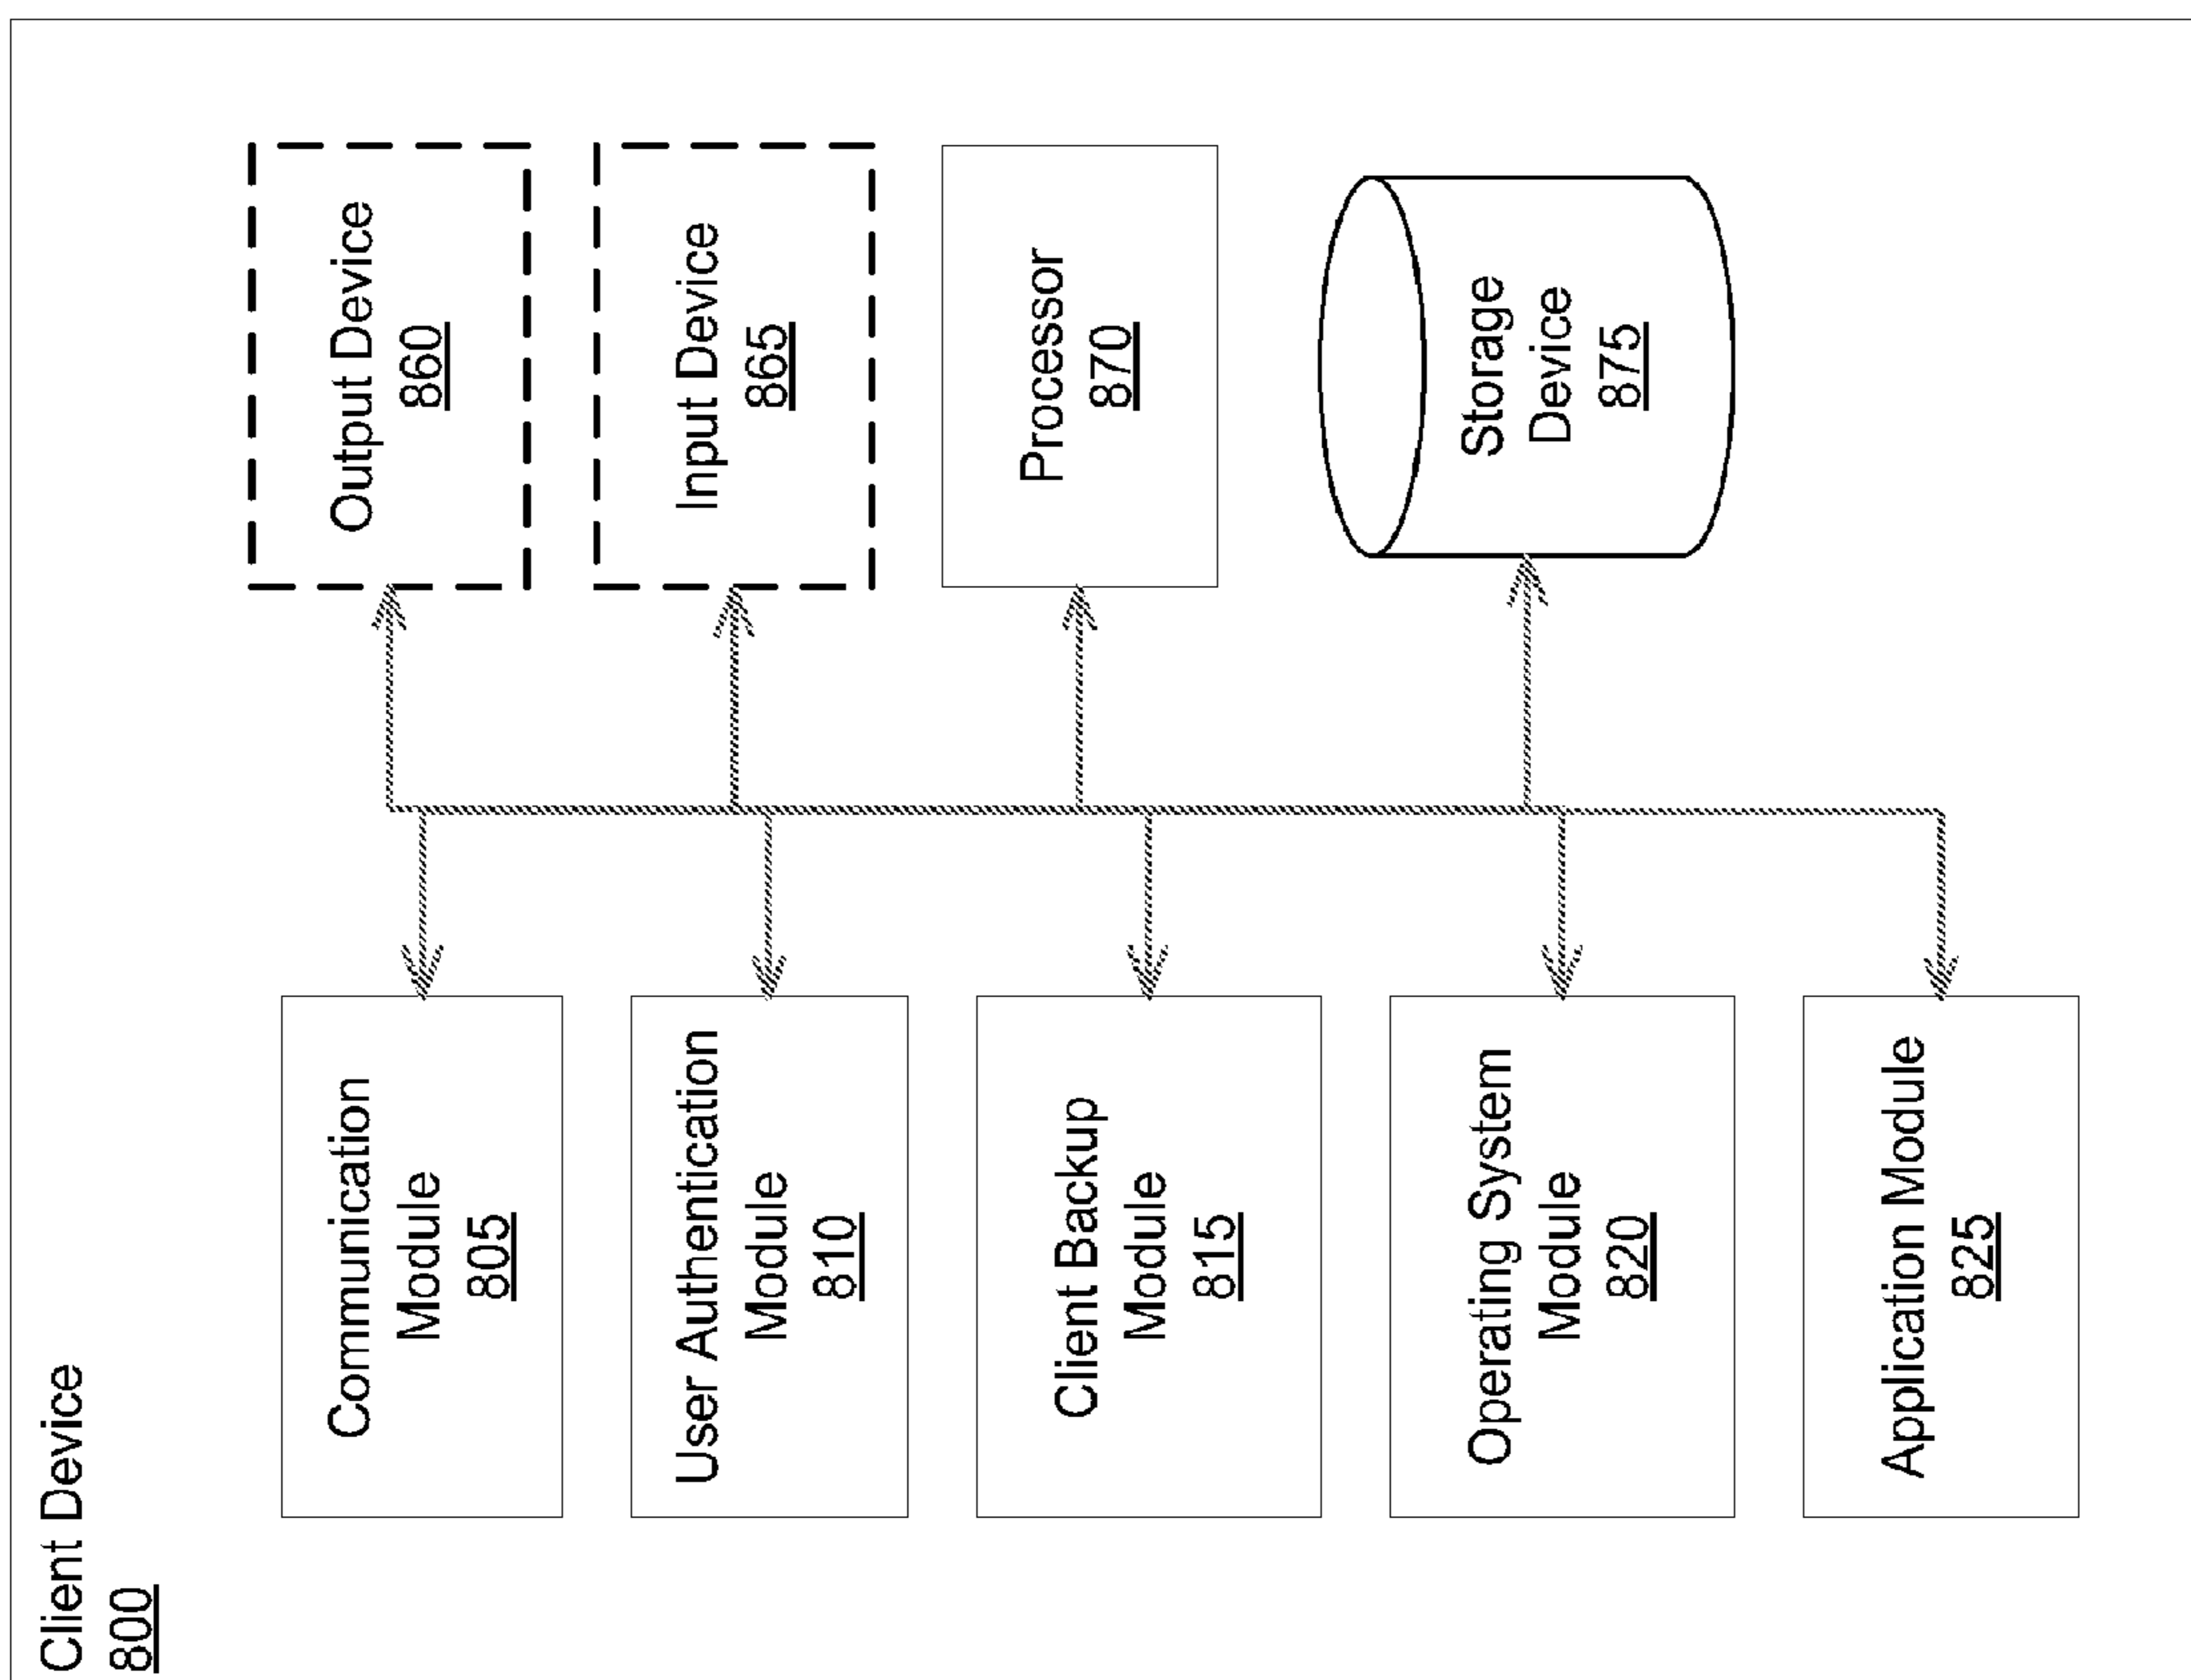 Client Device
800
Communication
Module
805
User Authentication
Module
810
Client Backup
Module
815
Operating System
Module
820
Application Module
825
Output Device
860
Input Device
865
Processor
870
Storage
Device
875